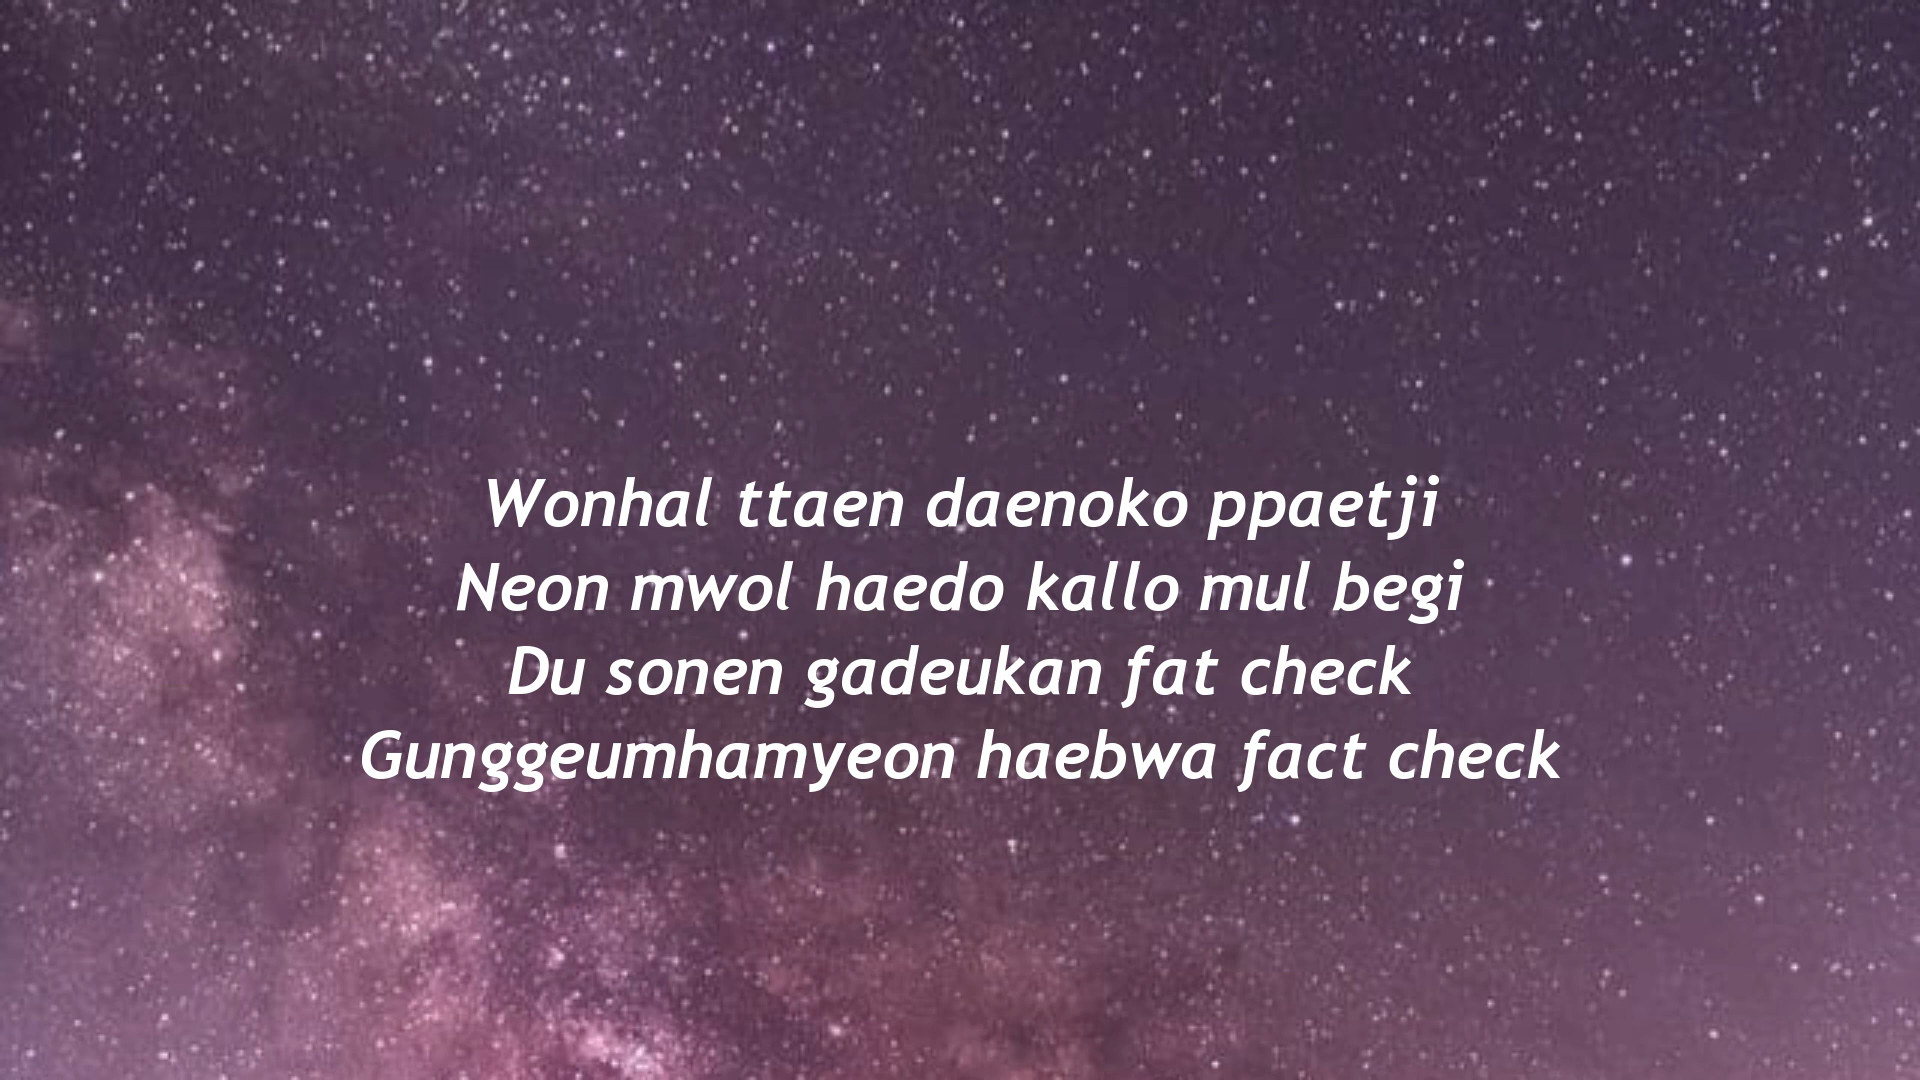 Wonhal ttaen daenoko ppaetji
Neon mwol haedo kallo mul begi
Du sonen gadeukan fat check
Gunggeumhamyeon haebwa fact check